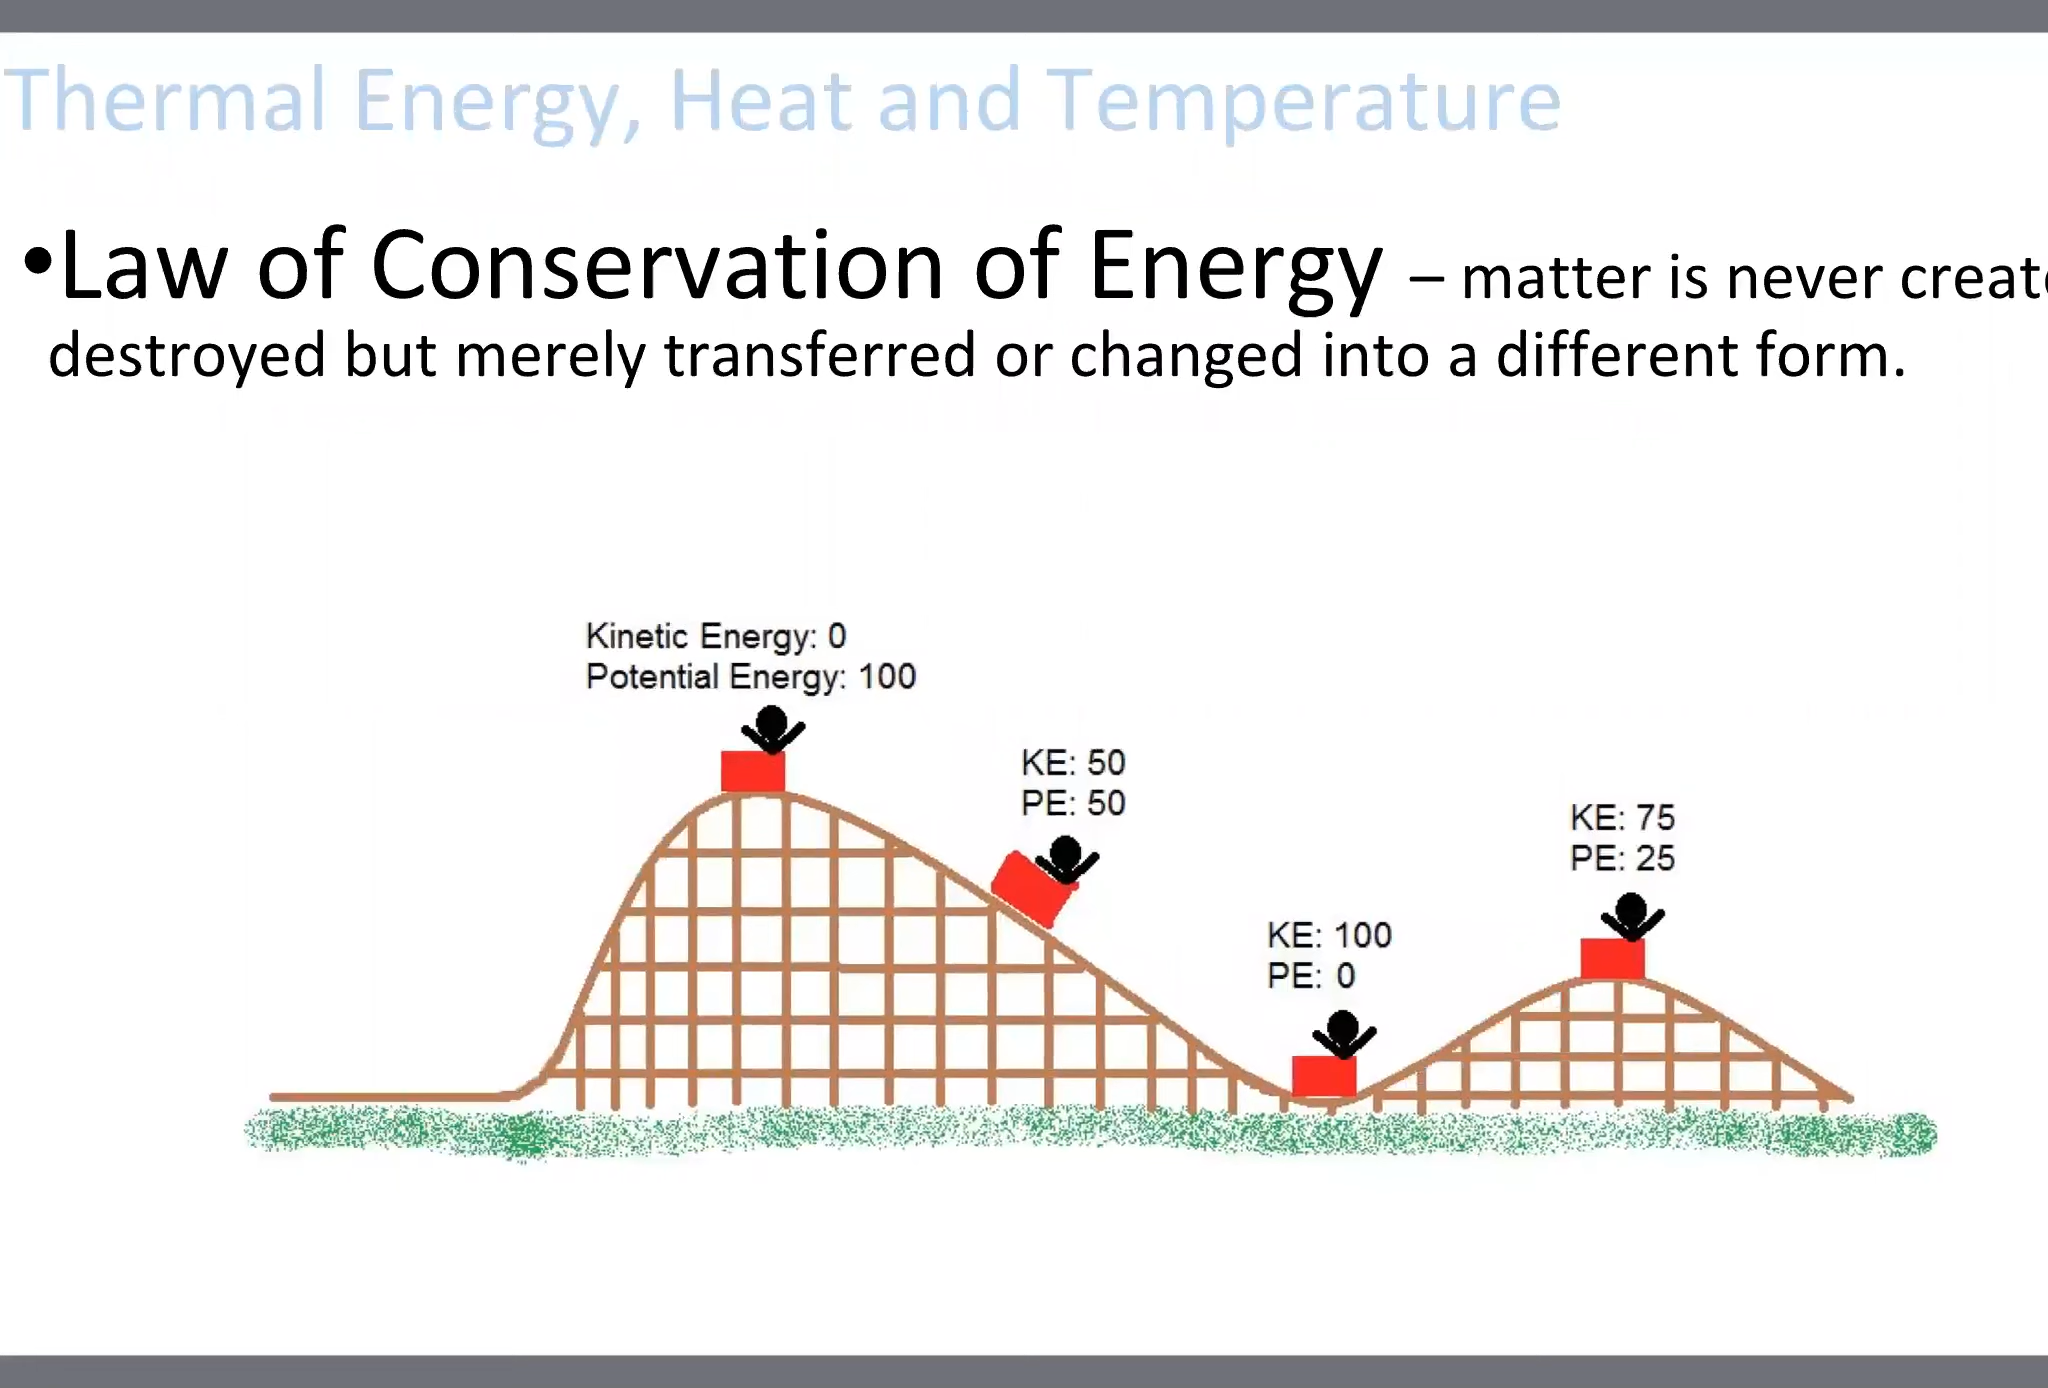 Thermal Energy, Heat and Temperature
•Law of Conservation of Energy – matter is never create
destroyed but merely transferred or changed into a different form.
Kinetic Energy: 0
Potential Energy: 100
KE: 50
PE: 50
KE: 75
PE: 25
KE: 100
PE: 0